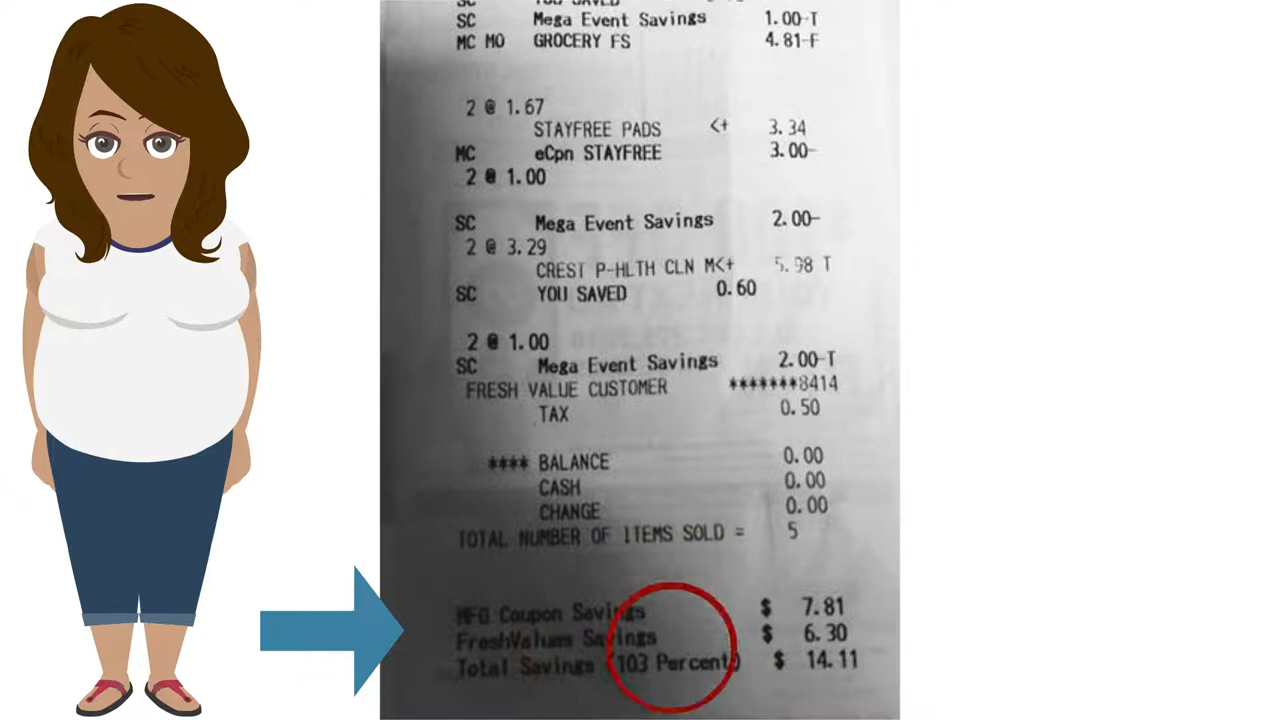 SC Mega Event Savings 1.00-T
MC MO GROCERY FS 4.81-F
2 @ 1.67
STAYFREE PADS <+ 3.34
MC eCpn STAYFREE 3.00-
2 @ 1.00
SC Mega Event Savings 2.00-
2 @ 3.29
CREST P-HLTH CLN M<+ 5.98 T
SC YOU SAVED 0.60
2 @ 1.00
SC Mega Event Savings 2.00-T
FRESH VALUE CUSTOMER *******8414
TAX 0.50
**** BALANCE 0.00
CASH 0.00
CHANGE 0.00
TOTAL NUMBER OF ITEMS SOLD = 5
MFG Coupon Savings $ 7.81
FreshValues Savings $ 6.30
Total Savings (103 Percent) $ 14.11